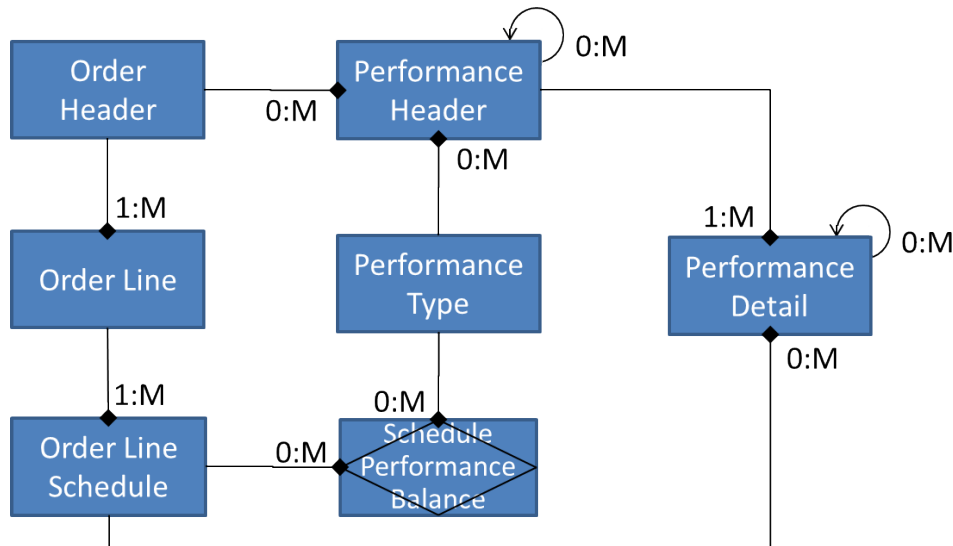 Order
Header
0:M
Performance
Header
0:M
0:M
1:M
Order Line
Performance
Type
1:M
Performance
Detail
0:M
0:M
1:M
Order Line
Schedule
0:M
0:M
Schedule
Performance
Balance